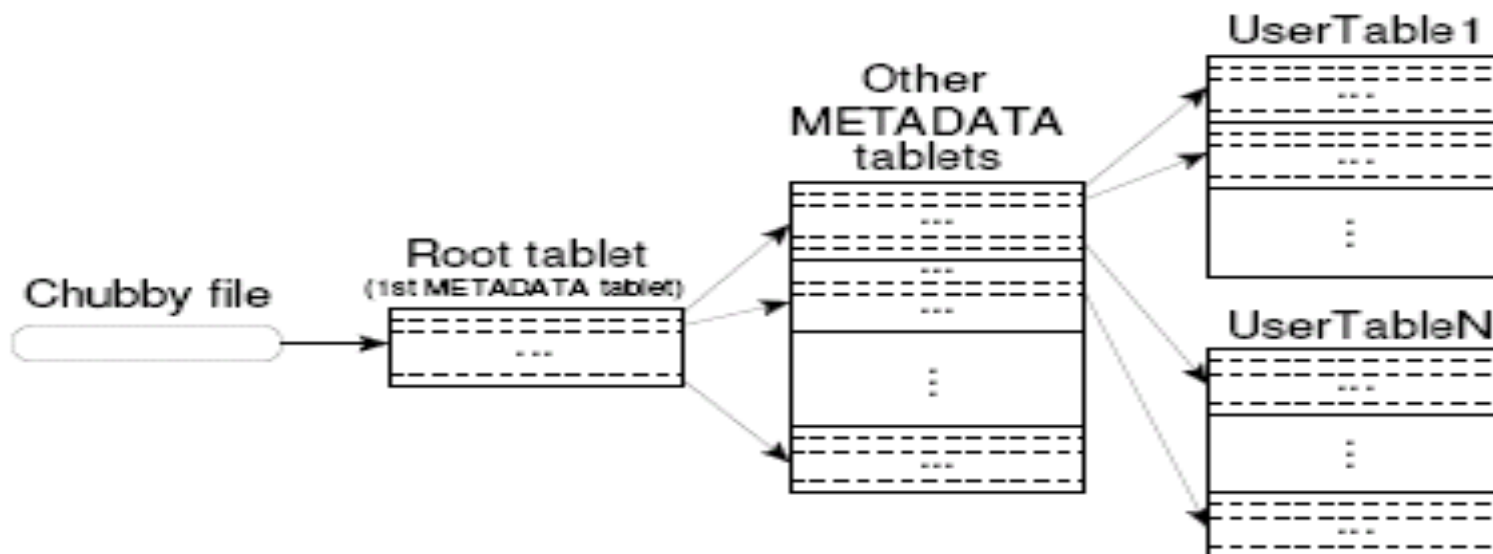 Chubby file
Root tablet
(1st METADATA tablet)
...
Other
METADATA
tablets
...
...
...
⋮
...
UserTable1
...
...
⋮
UserTableN
...
⋮
...